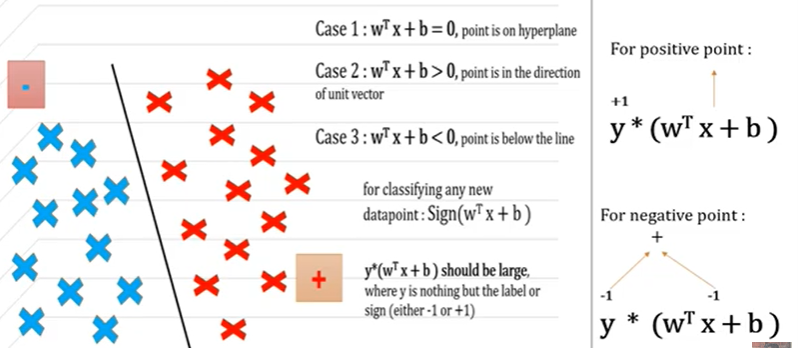 -
Case 1 : wᵀ x + b = 0, point is on hyperplane
Case 2 : wᵀ x + b > 0, point is in the direction
of unit vector
Case 3 : wᵀ x + b < 0, point is below the line
for classifying any new
datapoint : Sign(wᵀ x + b )
+
y*(wᵀ x + b ) should be large,
where y is nothing but the label or
sign (either -1 or +1)
For positive point :
+1
y * (wᵀ x + b )
For negative point :
+
-1 -1
y * (wᵀ x + b )